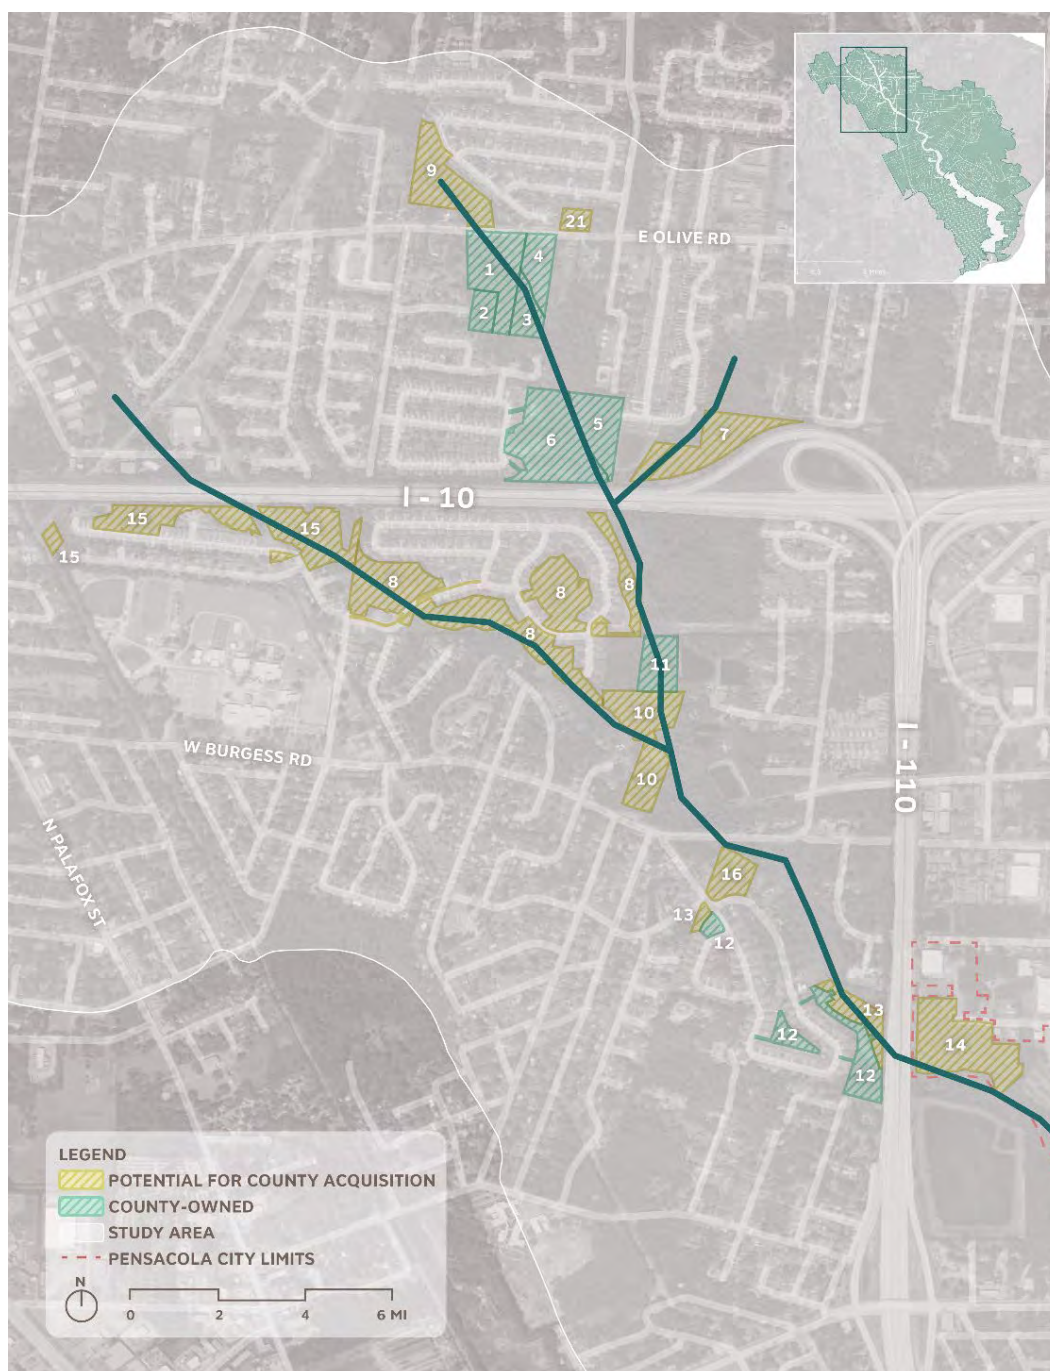 9
21
E OLIVE RD
1
4
2
3
5
6
7
I - 10
15
15
15
8
8
8
8
11
10
10
W BURGESS RD
I - 110
N PALAFOX ST
16
13
12
13
12
12
14
LEGEND
POTENTIAL FOR COUNTY ACQUISITION
COUNTY-OWNED
STUDY AREA
PENSACOLA CITY LIMITS
N
0 2 4 6 MI